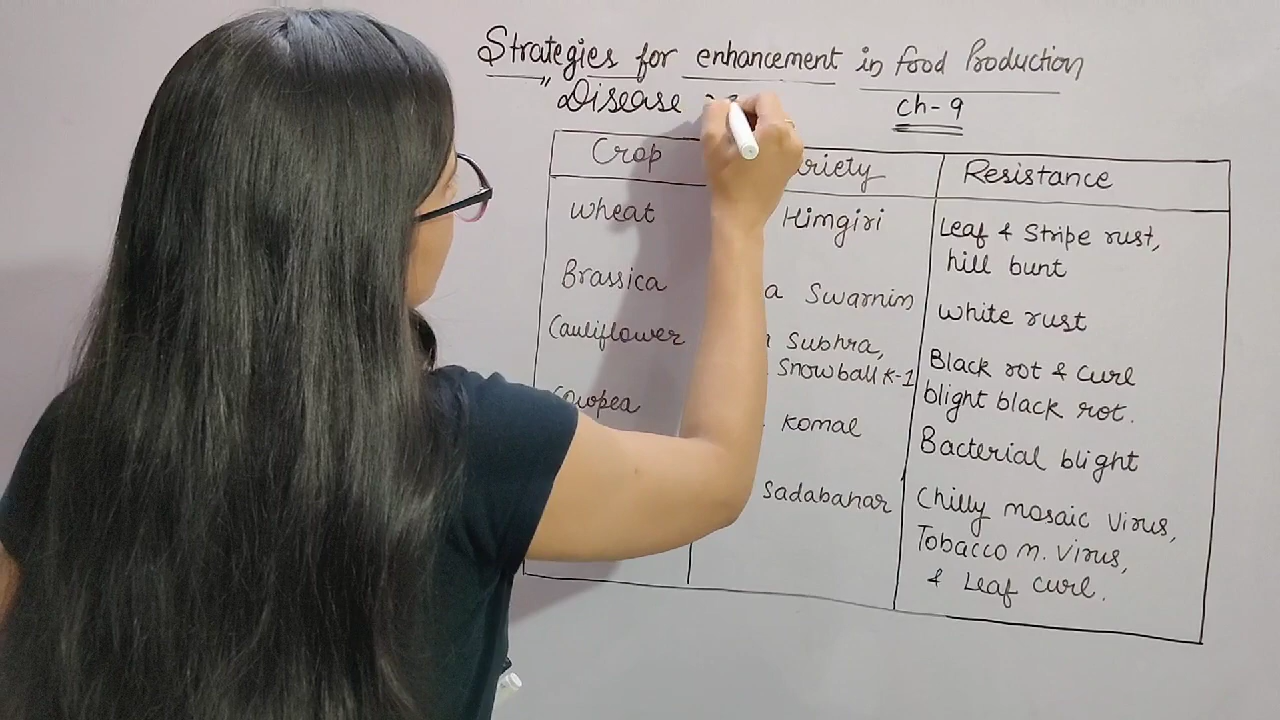 Strategies for enhancement in food Production
"Disease
Ch-9
Crop riety Resistance
Wheat Himgiri Leaf & Stripe rust,
hill bunt
Brassica Swarnim White rust
Cauliflower Subhra, Black rot & Curl
Snowball K-1 blight black rot.
Cowpea Komal Bacterial blight
Sadabahar Chilly mosaic Virus,
Tobacco m. Virus,
& Leaf curl.